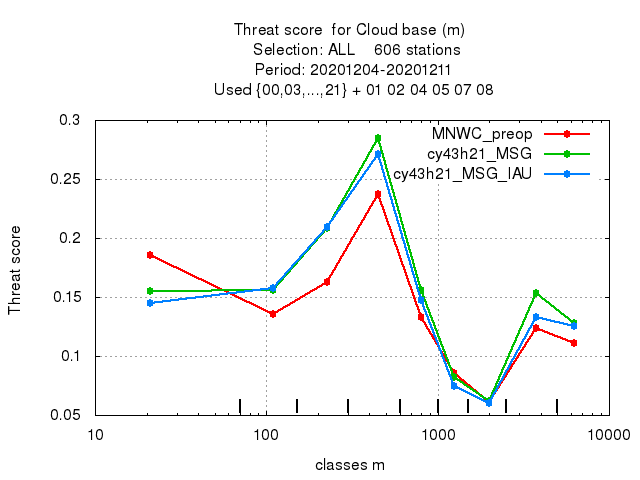 Threat score  for Cloud base (m)
Selection: ALL    606 stations
Period: 20201204-20201211
Used {00,03,...,21} + 01 02 04 05 07 08
MNWC_preop
cy43h21_MSG
cy43h21_MSG_IAU
Threat score
0.3
0.25
0.2
0.15
0.1
0.05
10
100
1000
10000
classes m